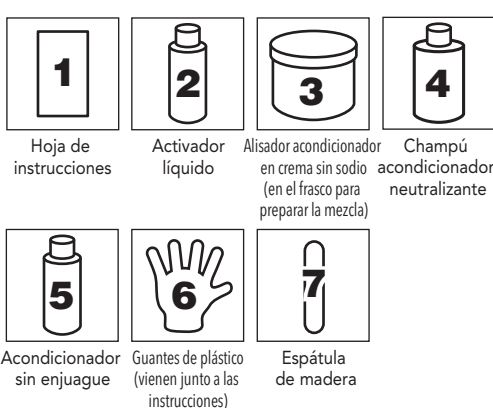 1
2
3
4
Hoja de
instrucciones
Activador
líquido
Alisador acondicionador
en crema sin sodio
(en el frasco para
preparar la mezcla)
Champú
acondicionador
neutralizante
5
6
7
Acondicionador
sin enjuague
Guantes de plástico
(vienen junto a las
instrucciones)
Espátula
de madera